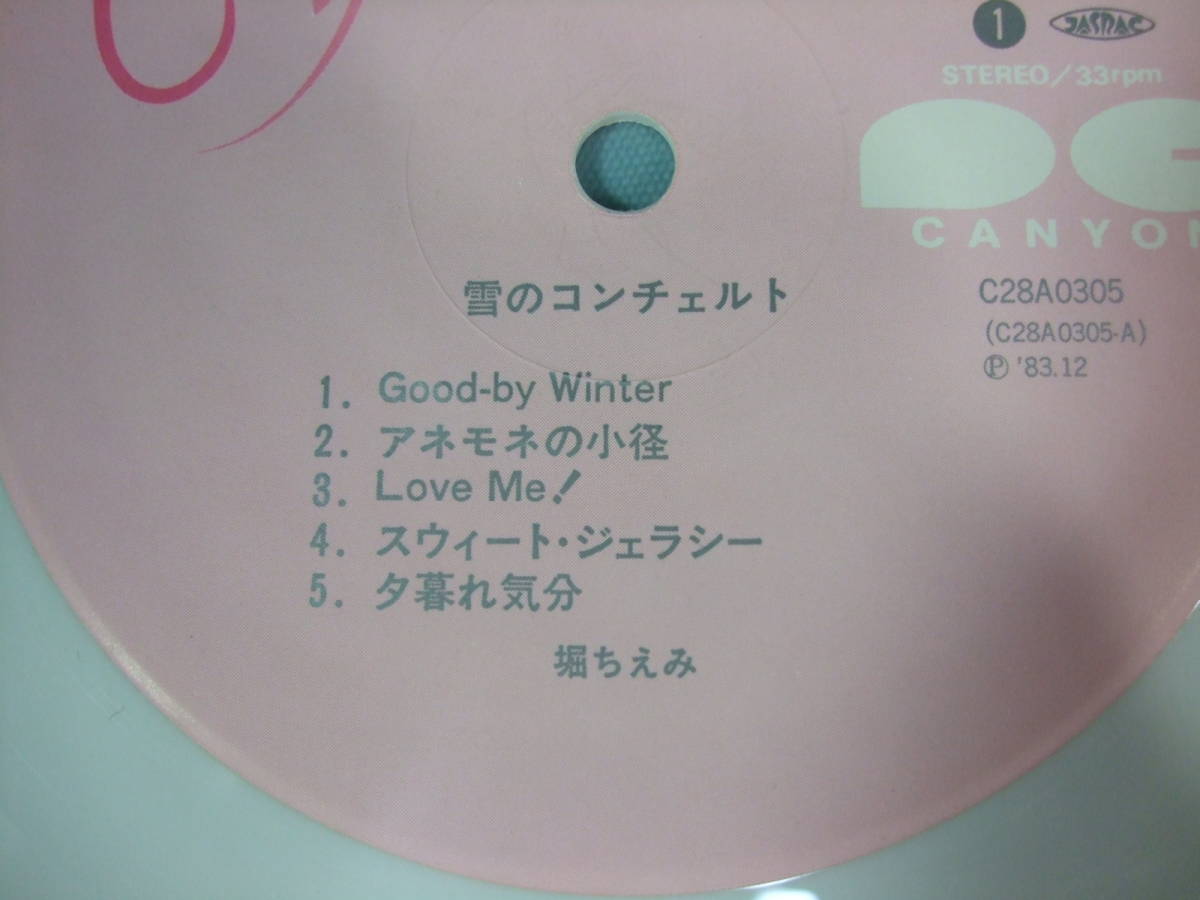 1 JASRAC
STEREO/33rpm
CANYON
雪のコンチェルト
C28A0305
(C28A0305-A)
Ⓟ '83.12
1. Good-by Winter
2. アネモネの小径
3. Love Me!
4. スウィート・ジェラシー
5. 夕暮れ気分
堀ちえみ